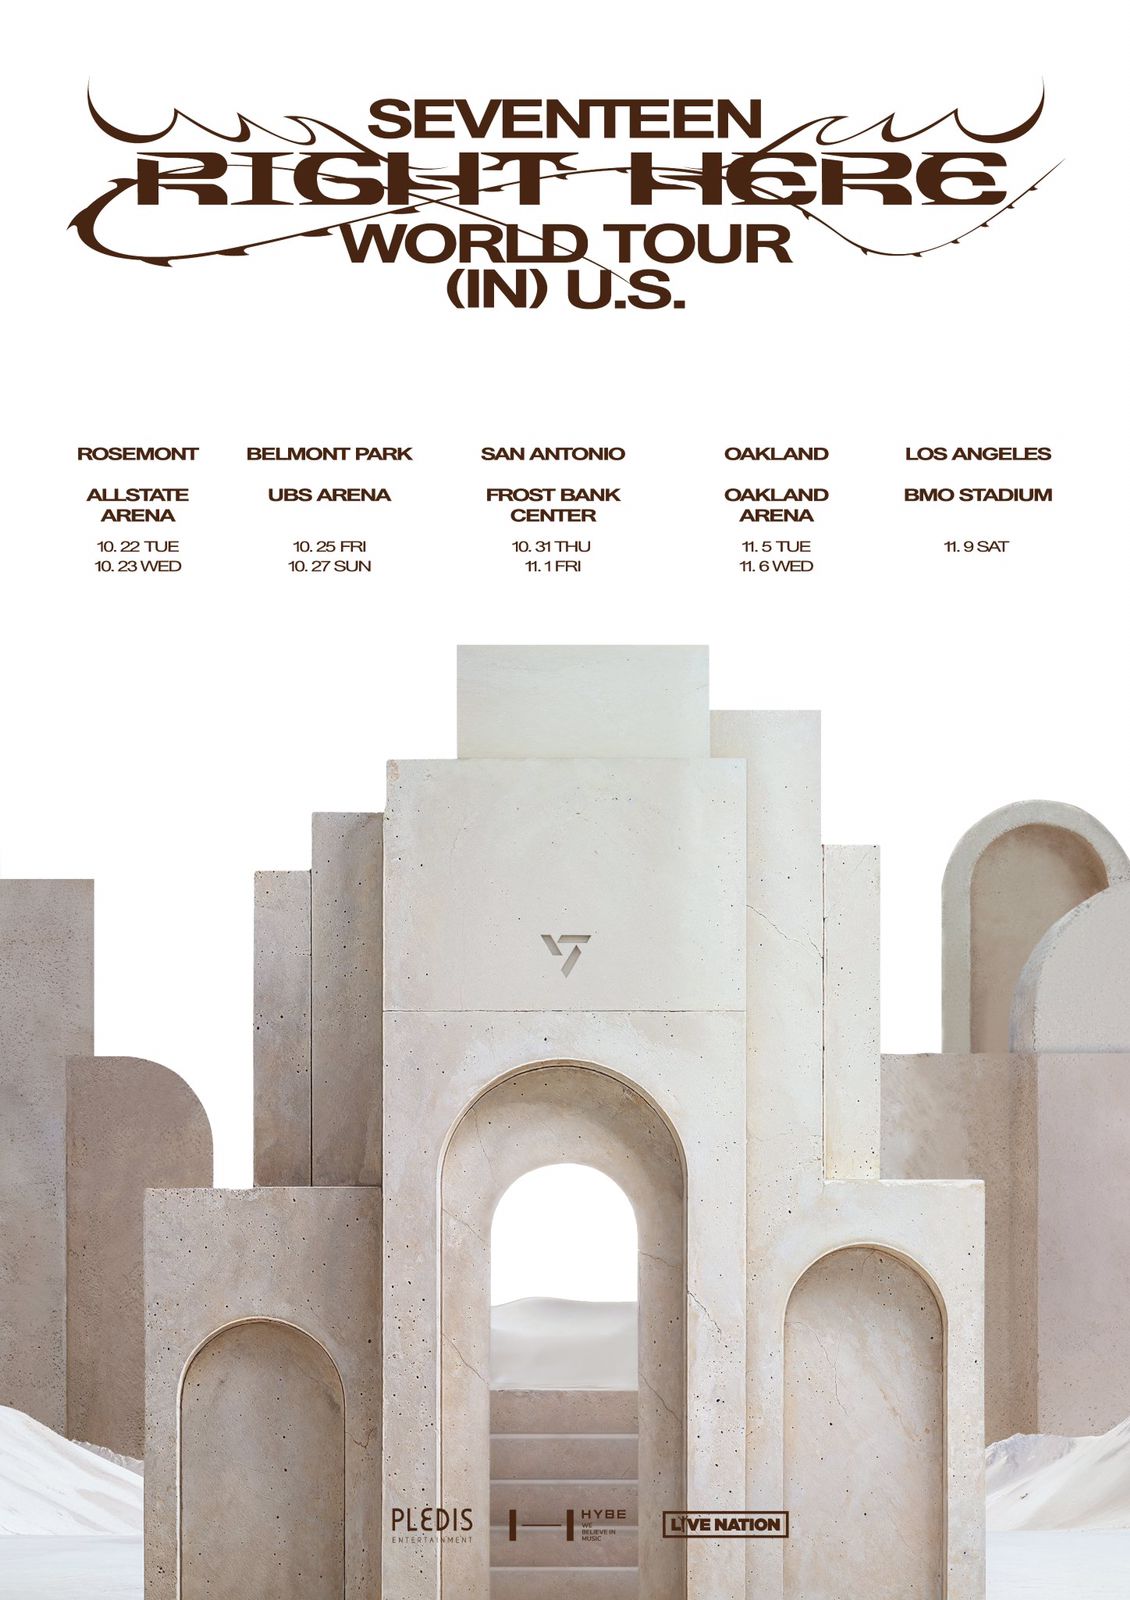 SEVENTEEN
RIGHT HERE
WORLD TOUR
(IN) U.S.
ROSEMONT
ALLSTATE
ARENA
10. 22 TUE
10. 23 WED
BELMONT PARK
UBS ARENA
10. 25 FRI
10. 27 SUN
SAN ANTONIO
FROST BANK
CENTER
10. 31 THU
11. 1 FRI
OAKLAND
OAKLAND
ARENA
11. 5 TUE
11. 6 WED
LOS ANGELES
BMO STADIUM
11. 9 SAT
PLEDIS
ENTERTAINMENT
HYBE
WE
BELIEVE IN
MUSIC
LIVE NATION